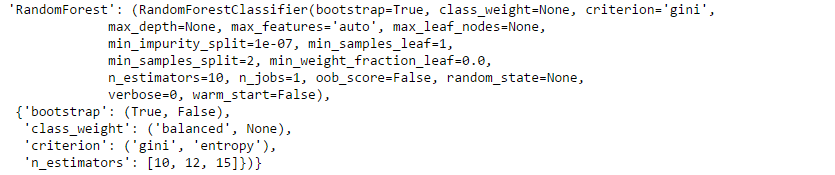 'RandomForest': (RandomForestClassifier(bootstrap=True, class_weight=None, criterion='gini',
max_depth=None, max_features='auto', max_leaf_nodes=None,
min_impurity_split=1e-07, min_samples_leaf=1,
min_samples_split=2, min_weight_fraction_leaf=0.0,
n_estimators=10, n_jobs=1, oob_score=False, random_state=None,
verbose=0, warm_start=False),
{'bootstrap': (True, False),
'class_weight': ('balanced', None),
'criterion': ('gini', 'entropy'),
'n_estimators': [10, 12, 15]})}